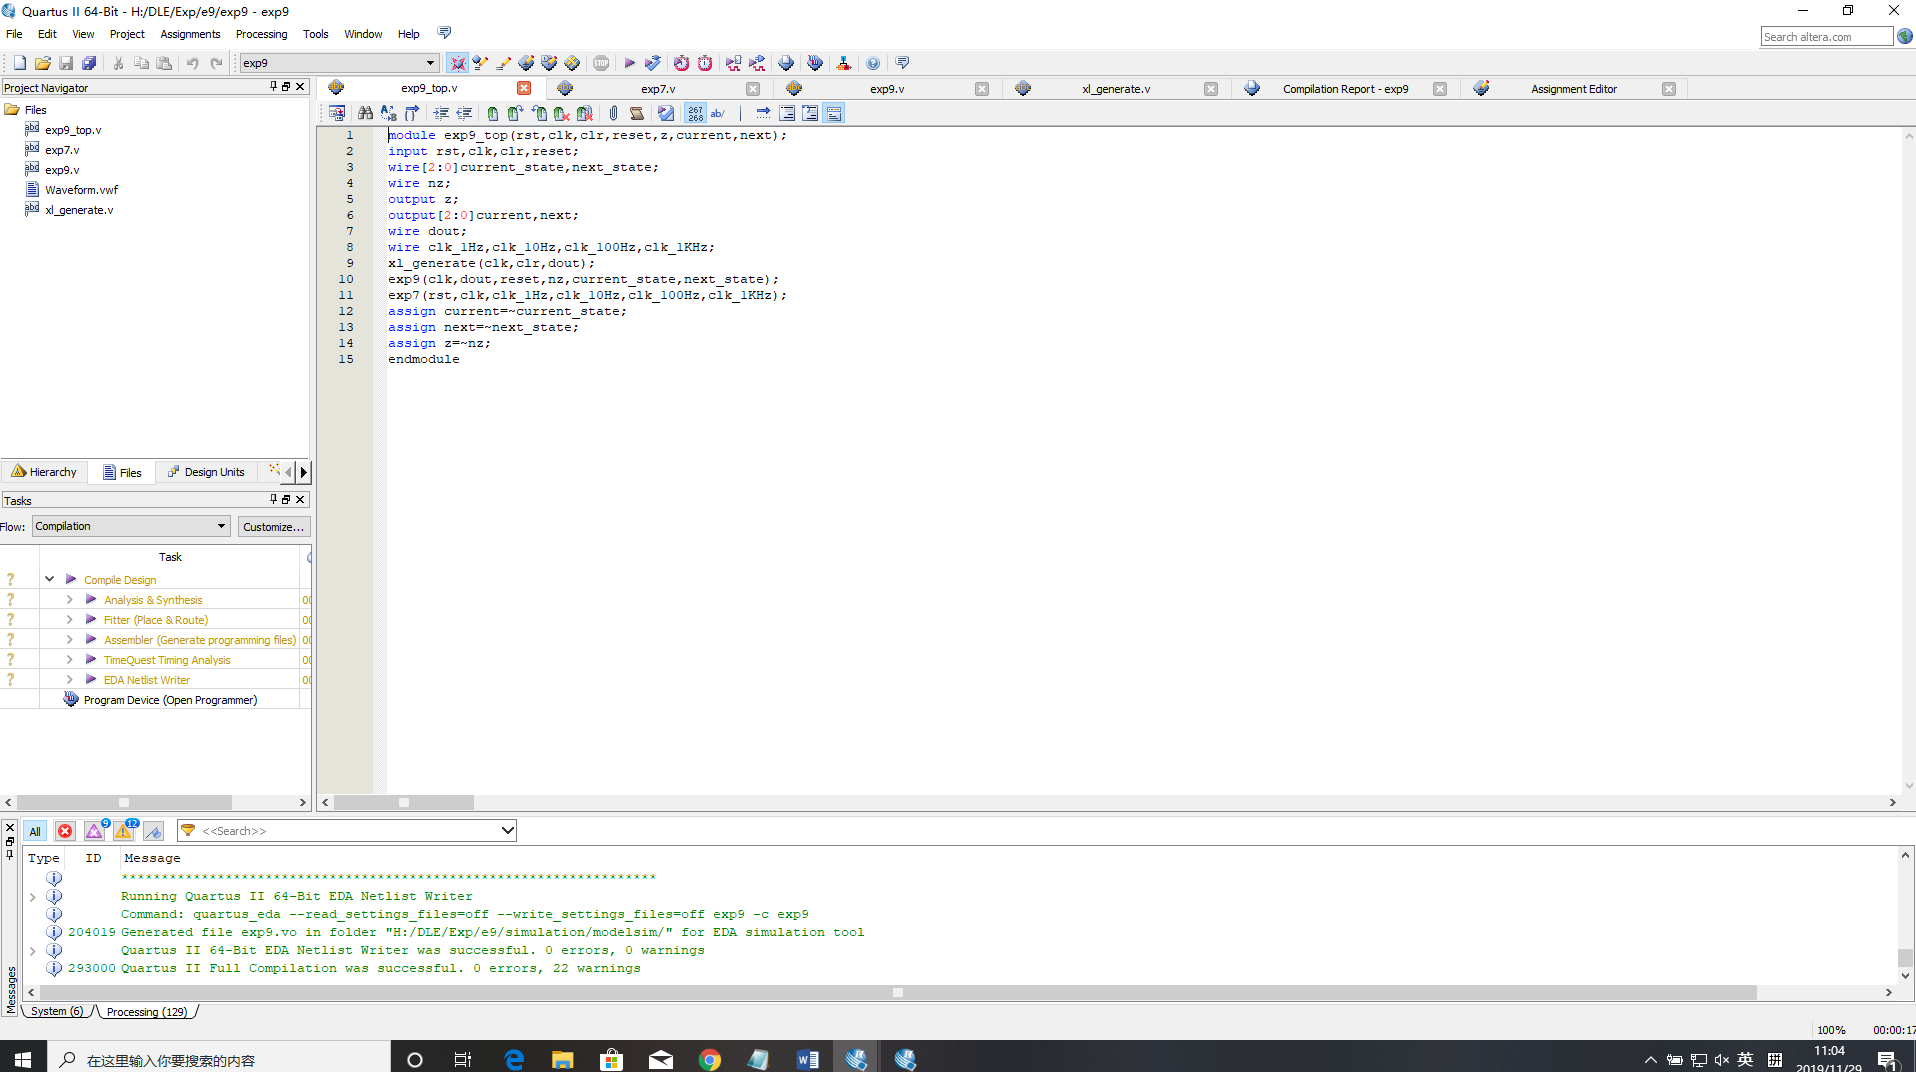 Quartus II 64-Bit - H:/DLE/Exp/e9/exp9 - exp9
File Edit View Project Assignments Processing Tools Window Help
Search altera.com
exp9
Project Navigator
exp9_top.v
exp7.v
exp9.v
xl_generate.v
Compilation Report - exp9
Assignment Editor
Files
exp9_top.v
exp7.v
exp9.v
Waveform.vwf
xl_generate.v
267
268
ab/
1 module exp9_top(rst,clk,clr,reset,z,current,next);
2 input rst,clk,clr,reset;
3 wire[2:0]current_state,next_state;
4 wire nz;
5 output z;
6 output[2:0]current,next;
7 wire dout;
8 wire clk_1Hz,clk_10Hz,clk_100Hz,clk_1KHz;
9 xl_generate(clk,clr,dout);
10 exp9(clk,dout,reset,nz,current_state,next_state);
11 exp7(rst,clk,clk_1Hz,clk_10Hz,clk_100Hz,clk_1KHz);
12 assign current=~current_state;
13 assign next=~next_state;
14 assign z=~nz;
15 endmodule
Hierarchy Files Design Units
Tasks
Flow: Compilation Customize...
Task
Compile Design
Analysis & Synthesis 00
Fitter (Place & Route) 00
Assembler (Generate programming files) 00
TimeQuest Timing Analysis 00
EDA Netlist Writer 00
Program Device (Open Programmer)
All 9 12 <<Search>>
Type ID Message
*******************************************************************
Running Quartus II 64-Bit EDA Netlist Writer
Command: quartus_eda --read_settings_files=off --write_settings_files=off exp9 -c exp9
204019 Generated file exp9.vo in folder "H:/DLE/Exp/e9/simulation/modelsim/" for EDA simulation tool
Quartus II 64-Bit EDA Netlist Writer was successful. 0 errors, 0 warnings
293000 Quartus II Full Compilation was successful. 0 errors, 22 warnings
Messages
System (6) Processing (129)
100% 00:00:17
在这里输入你要搜索的内容
英
拼
11:04
2019/11/29
1